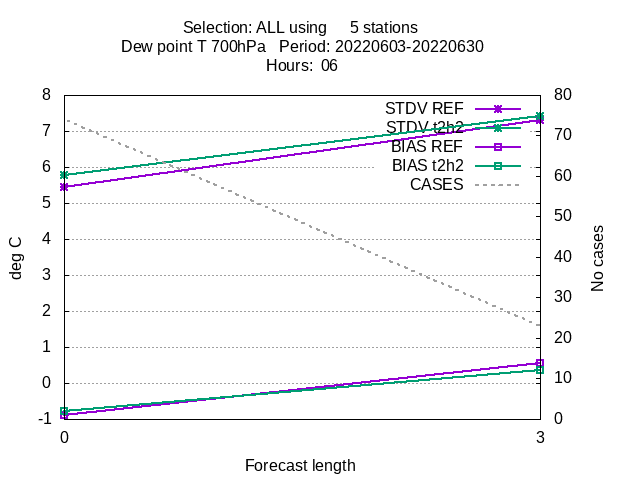 Selection: ALL using     5 stations
Dew point T 700hPa   Period: 20220603-20220630
Hours:  06
STDV REF
STDV t2h2
BIAS REF
BIAS t2h2
CASES
8
7
6
5
4
3
2
1
0
-1
80
70
60
50
40
30
20
10
0
deg C
No cases
0
3
Forecast length